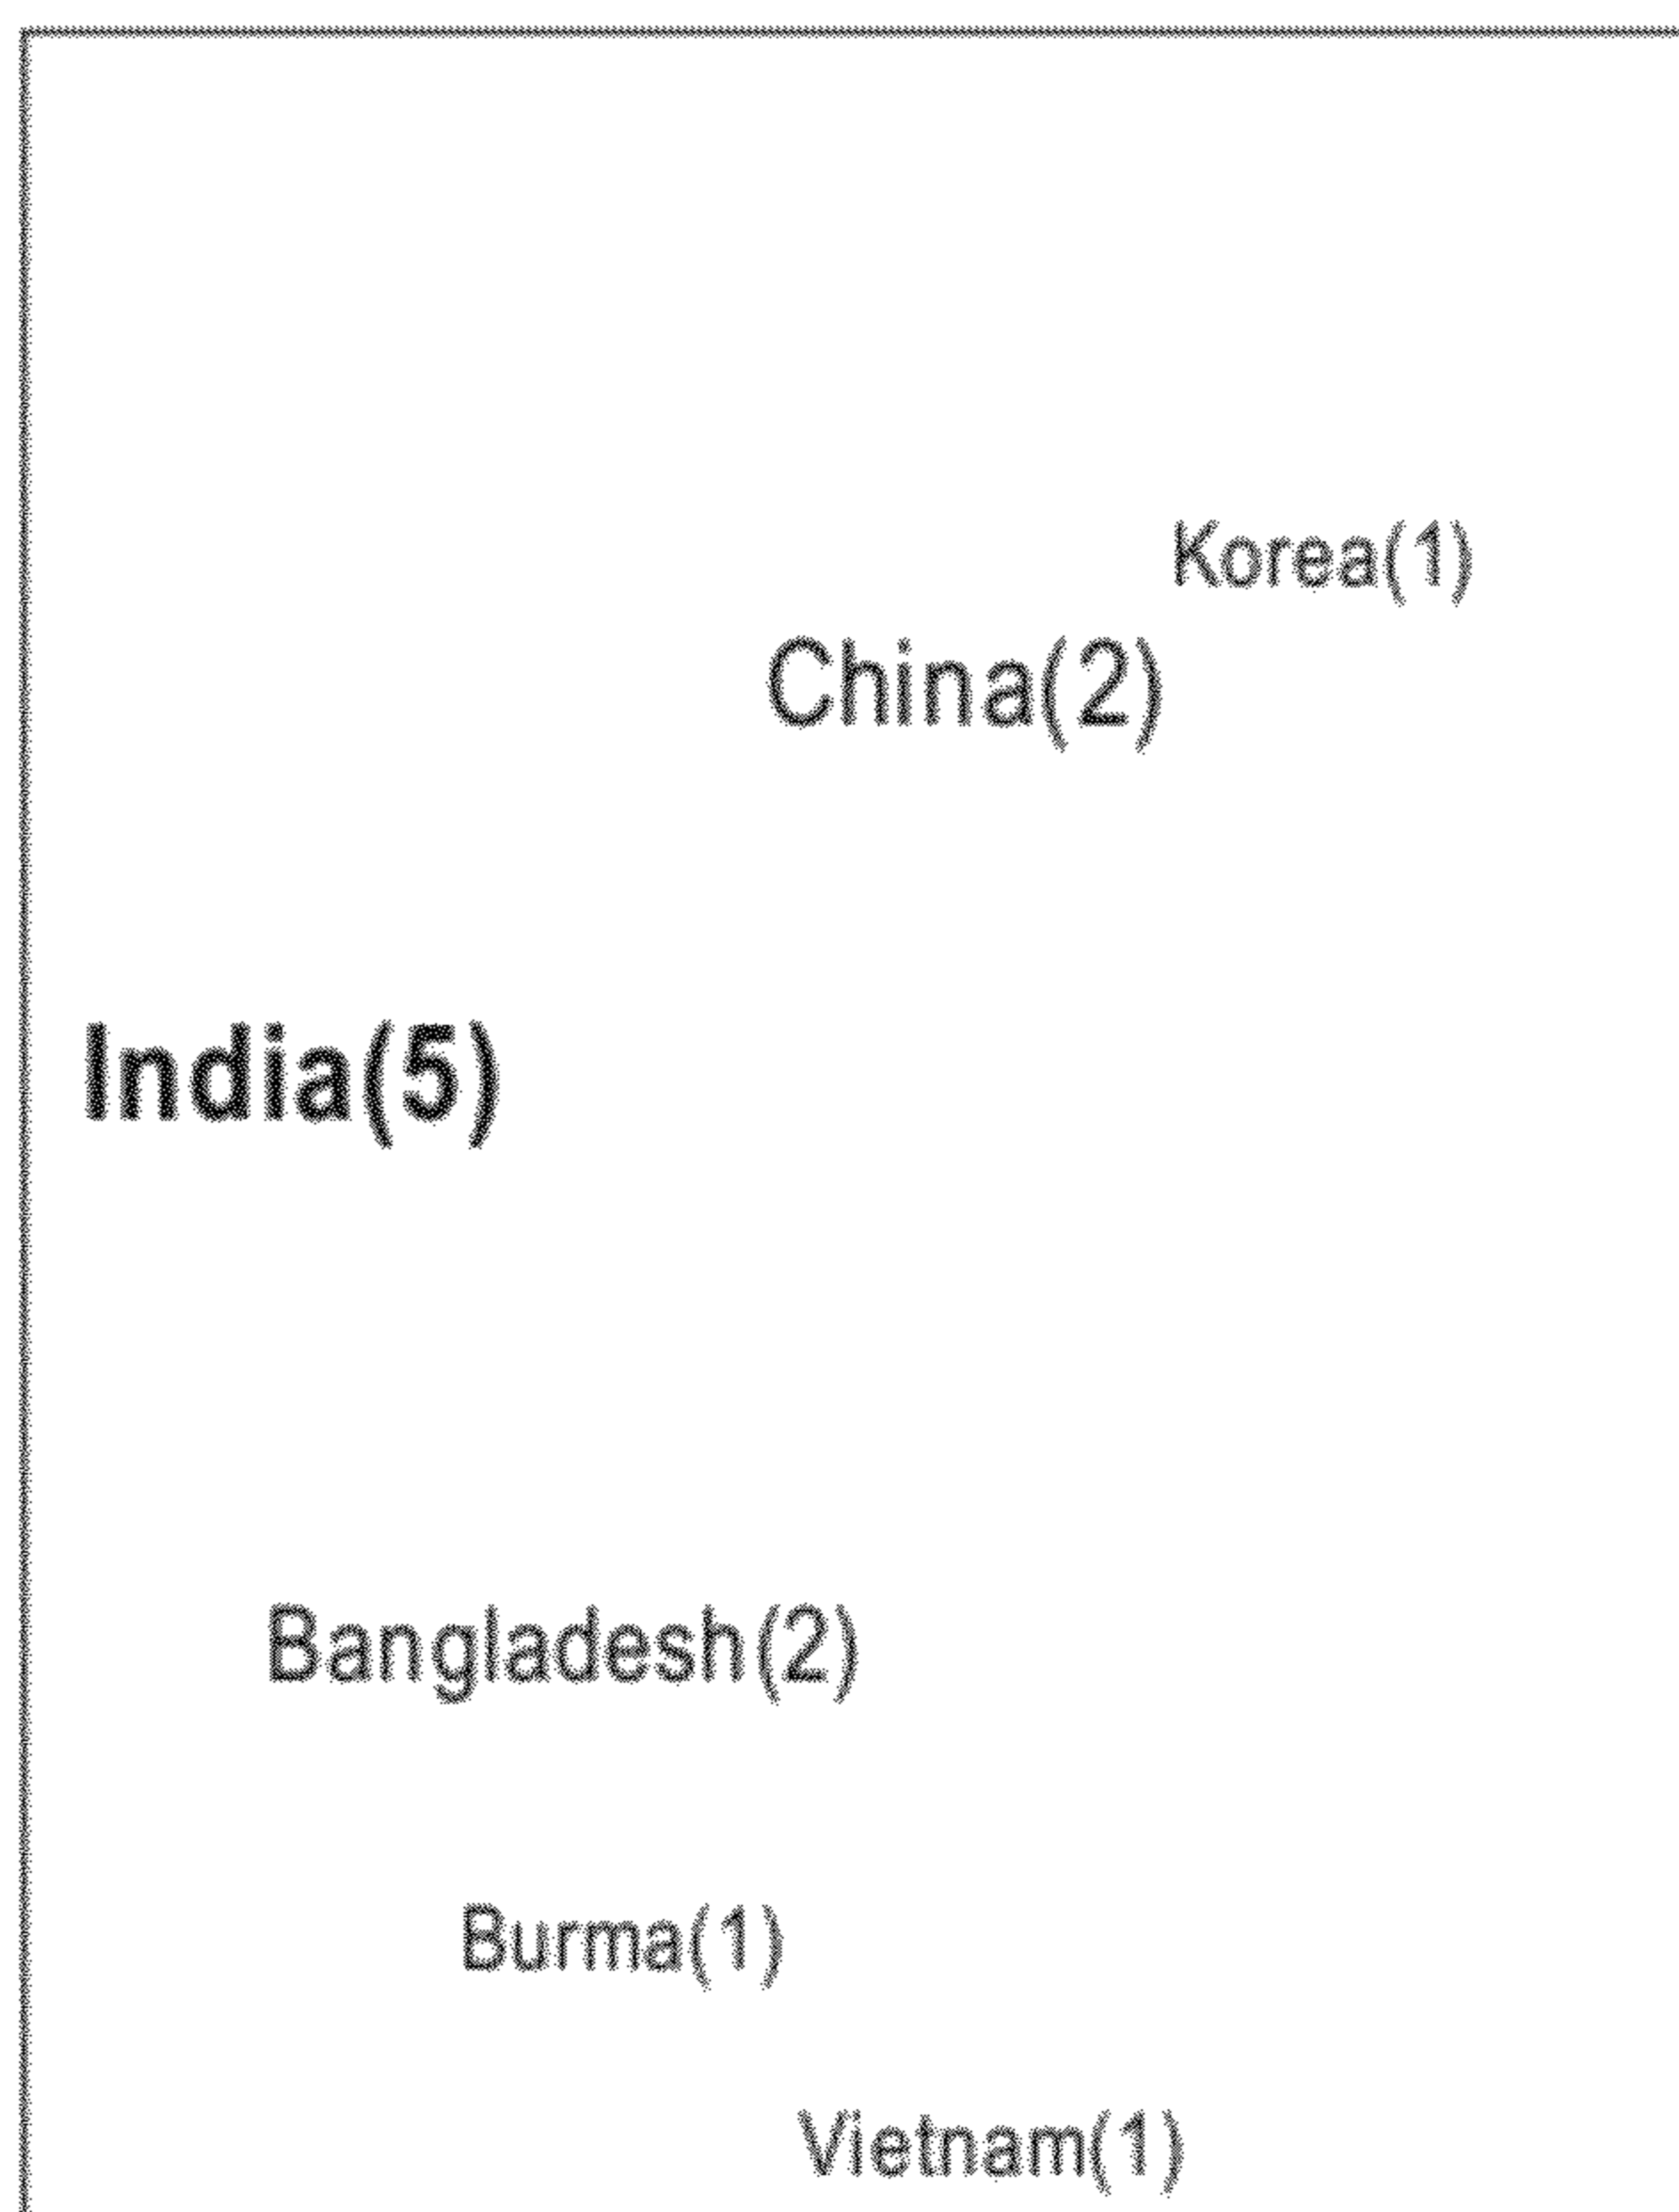 Korea(1)
China(2)
India(5)
Bangladesh(2)
Burma(1)
Vietnam(1)